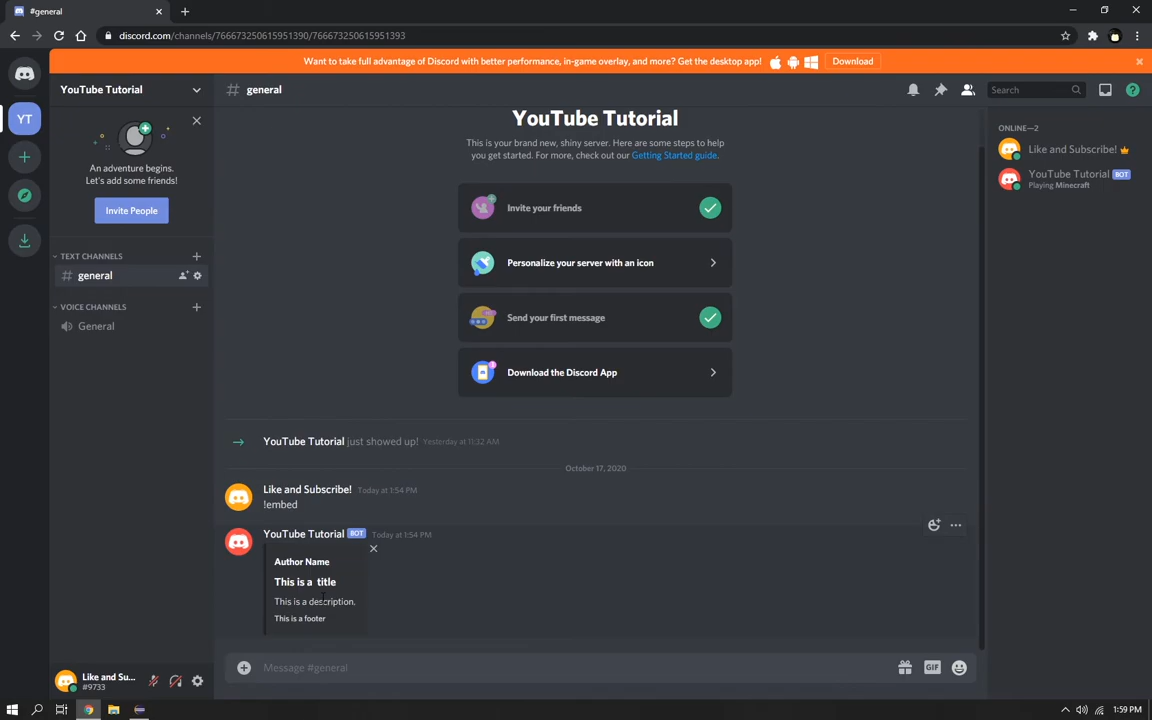 #general
discord.com/channels/766673250615951390/766673250615951393
Want to take full advantage of Discord with better performance, in-game overlay, and more? Get the desktop app!
Download
YouTube Tutorial
general
Search
YT
An adventure begins.
Let's add some friends!
Invite People
TEXT CHANNELS
general
VOICE CHANNELS
General
YouTube Tutorial
This is your brand new, shiny server. Here are some steps to help
you get started. For more, check out our Getting Started guide.
Invite your friends
Personalize your server with an icon
Send your first message
Download the Discord App
YouTube Tutorial just showed up! Yesterday at 11:32 AM
October 17, 2020
Like and Subscribe! Today at 1:54 PM
!embed
YouTube Tutorial BOT Today at 1:54 PM
Author Name
This is a title
This is a description.
This is a footer
Message #general
GIF
ONLINE—2
Like and Subscribe!
YouTube Tutorial BOT
Playing Minecraft
Like and Su...
#9733
1:59 PM